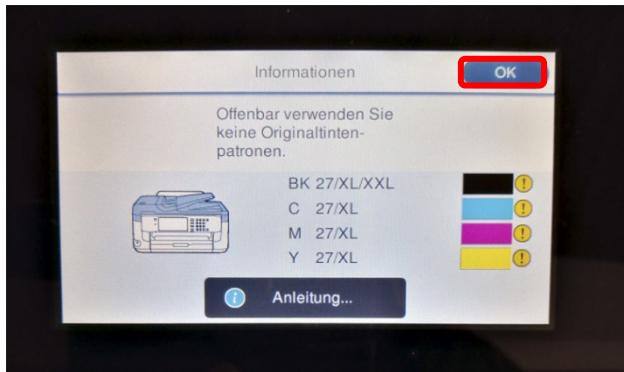 Informationen
OK
Offenbar verwenden Sie
keine Originaltinten-
patronen.
BK 27/XL/XXL
C 27/XL
M 27/XL
Y 27/XL
Anleitung...